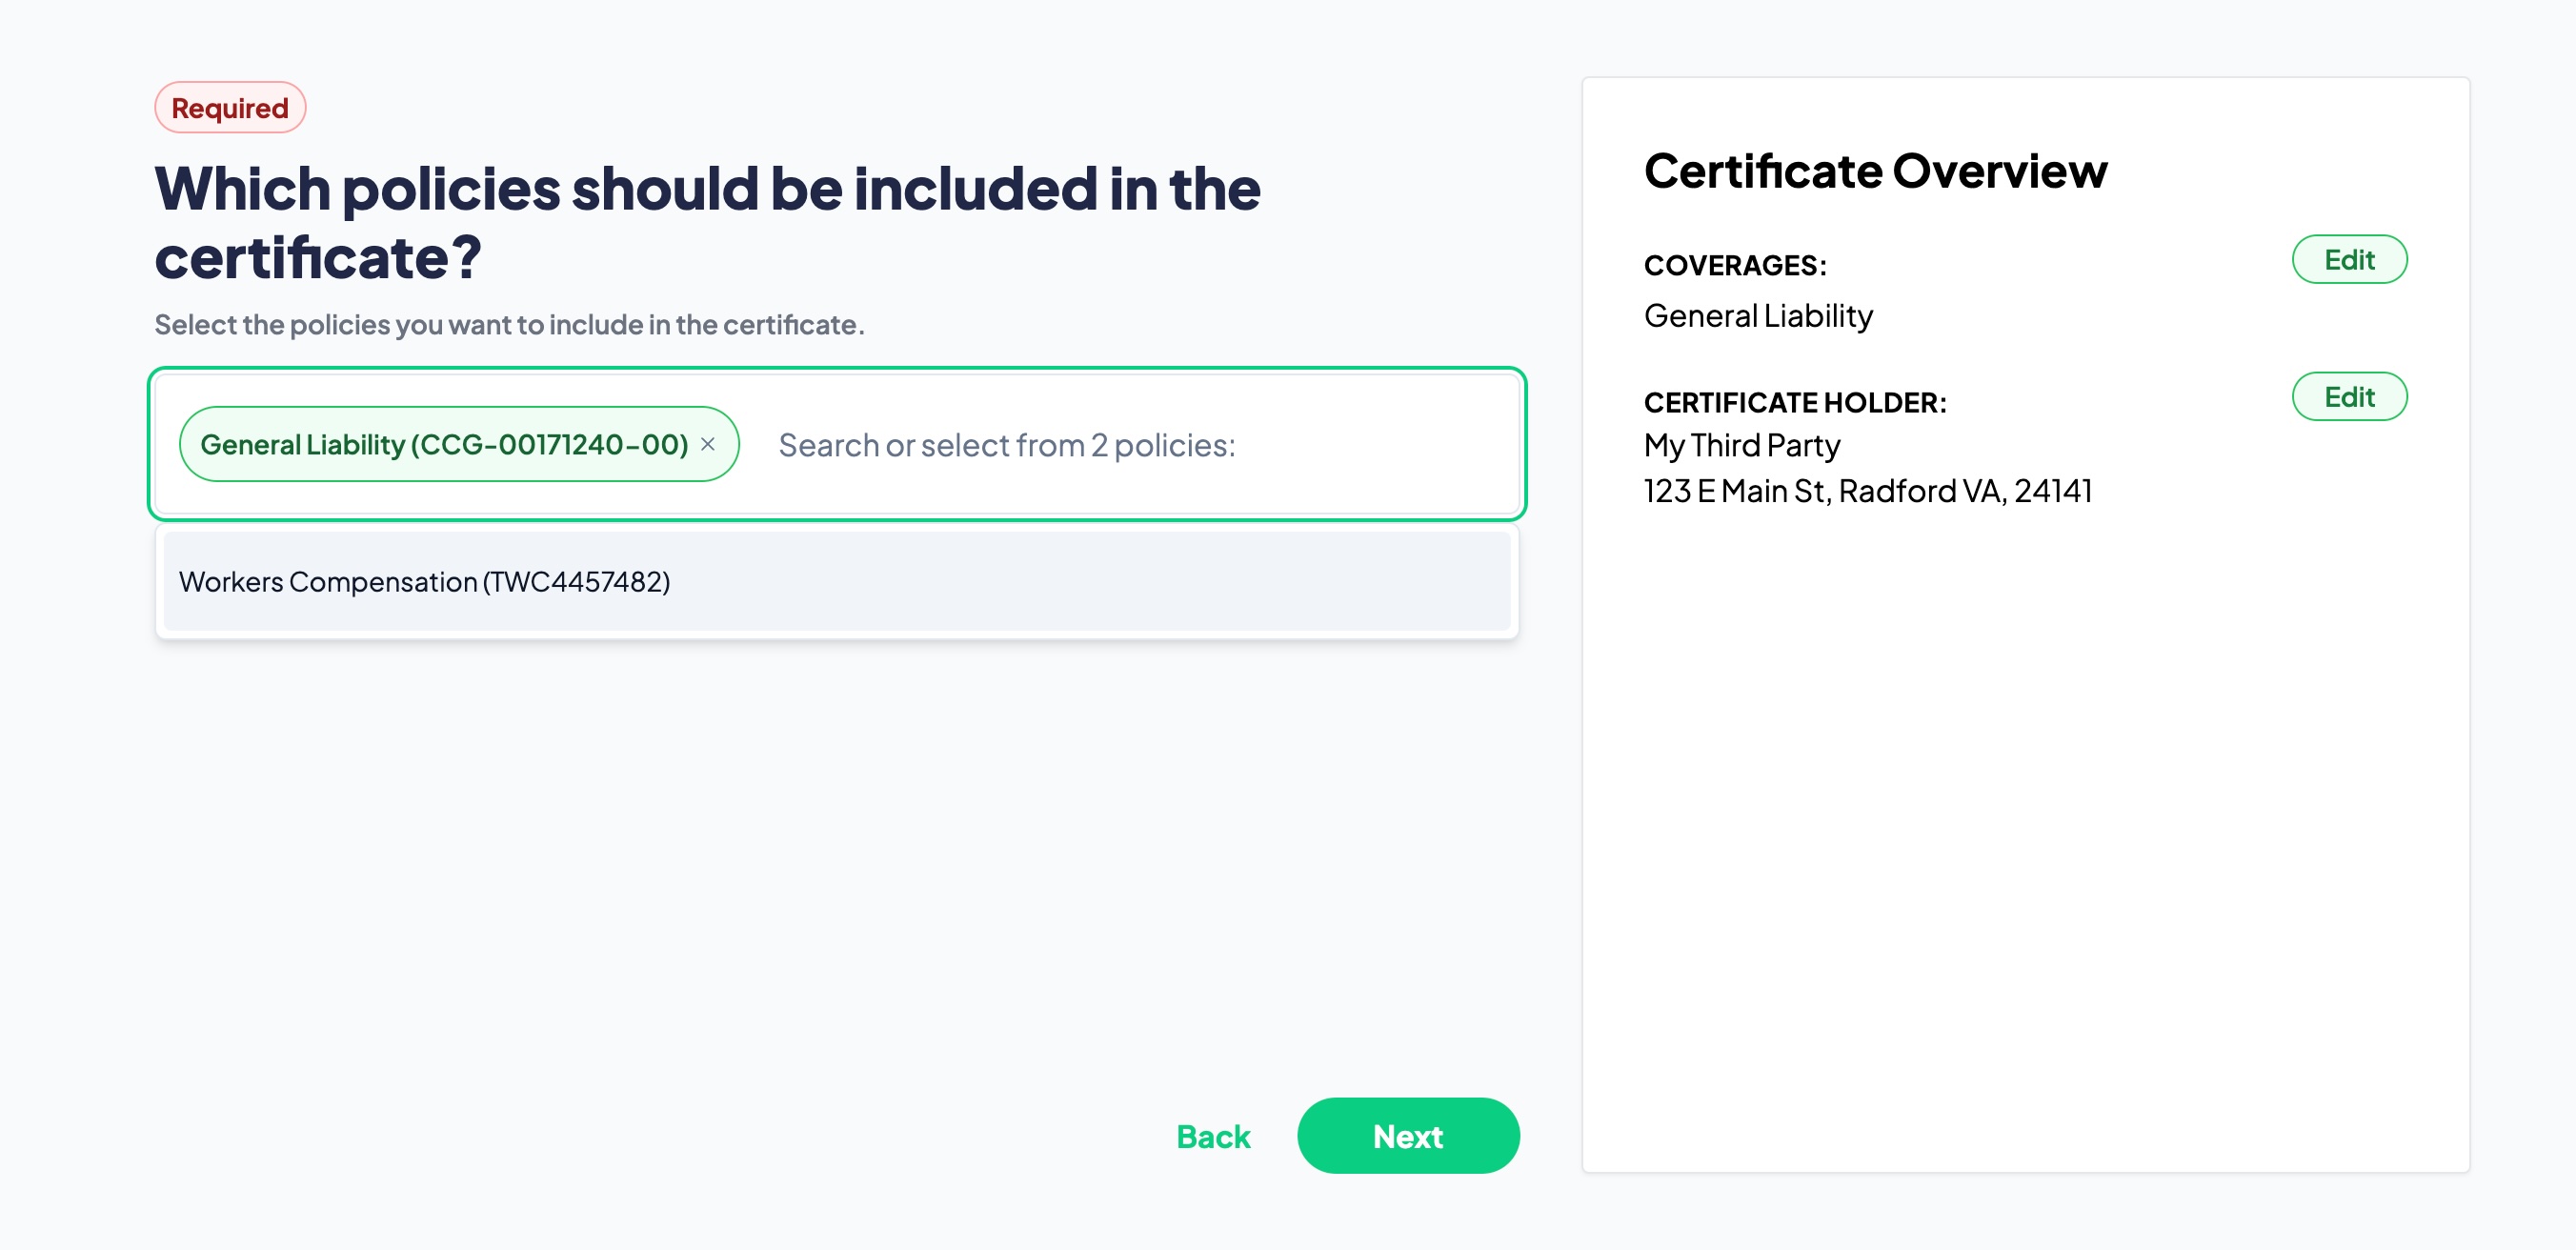 Required
Which policies should be included in the
certificate?
Select the policies you want to include in the certificate.
General Liability (CCG-00171240-00) ×
Search or select from 2 policies:
Workers Compensation (TWC4457482)
Back
Next
Certificate Overview
COVERAGES:
Edit
General Liability
CERTIFICATE HOLDER:
Edit
My Third Party
123 E Main St, Radford VA, 24141